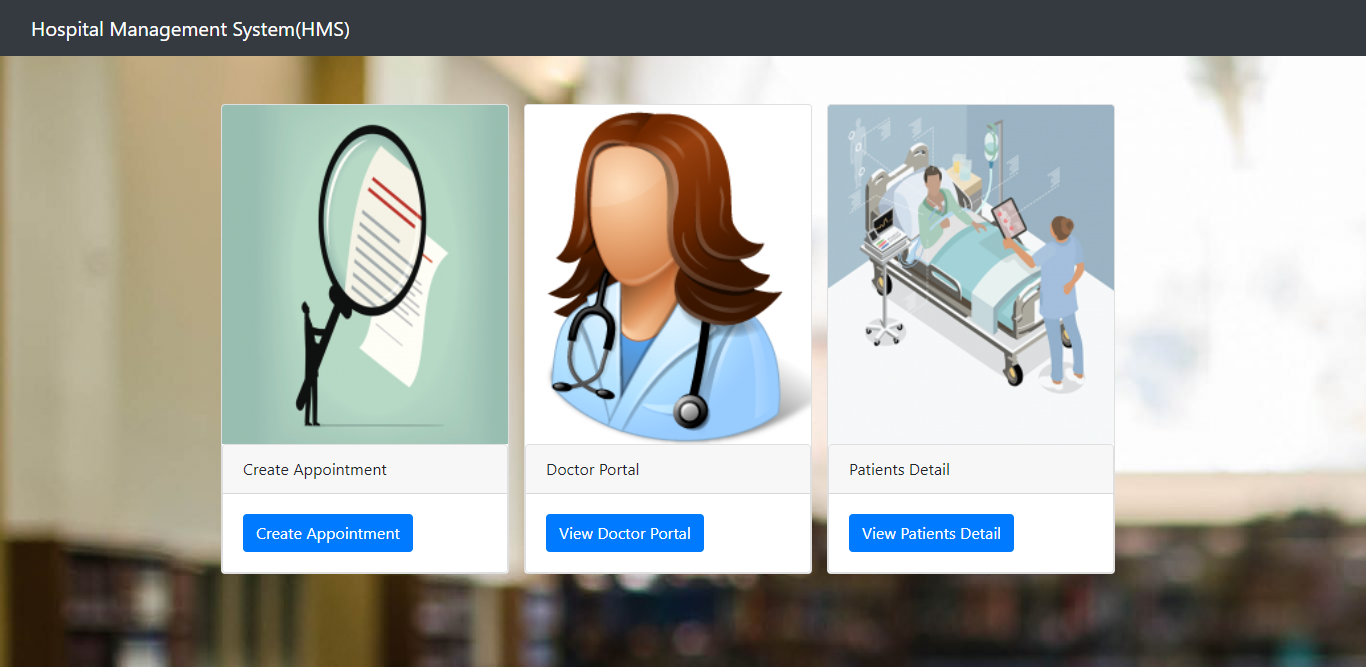 Hospital Management System(HMS)
Create Appointment
Doctor Portal
Patients Detail
Create Appointment
View Doctor Portal
View Patients Detail